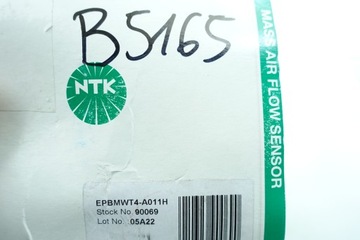 B5165
NTK
MASS AIR FLOW SENSOR
EPBMWT4-A011H
Stock No. 90069
Lot No. 05A22